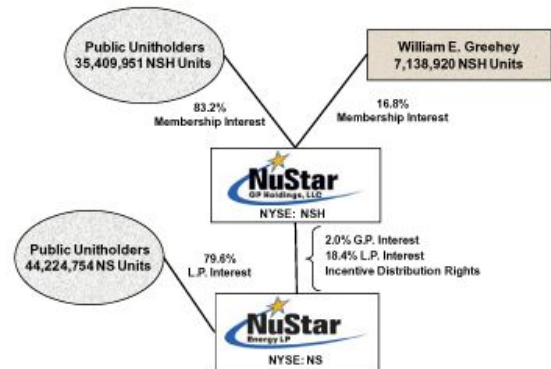 Public Unitholders
35,409,951 NSH Units
William E. Greehey
7,138,920 NSH Units
83.2%
Membership Interest
16.8%
Membership Interest
NuStar
GP Holdings, LLC
NYSE: NSH
Public Unitholders
44,224,754 NS Units
79.6%
L.P. Interest
2.0% G.P. Interest
18.4% L.P. Interest
Incentive Distribution Rights
NuStar
Energy LP
NYSE: NS